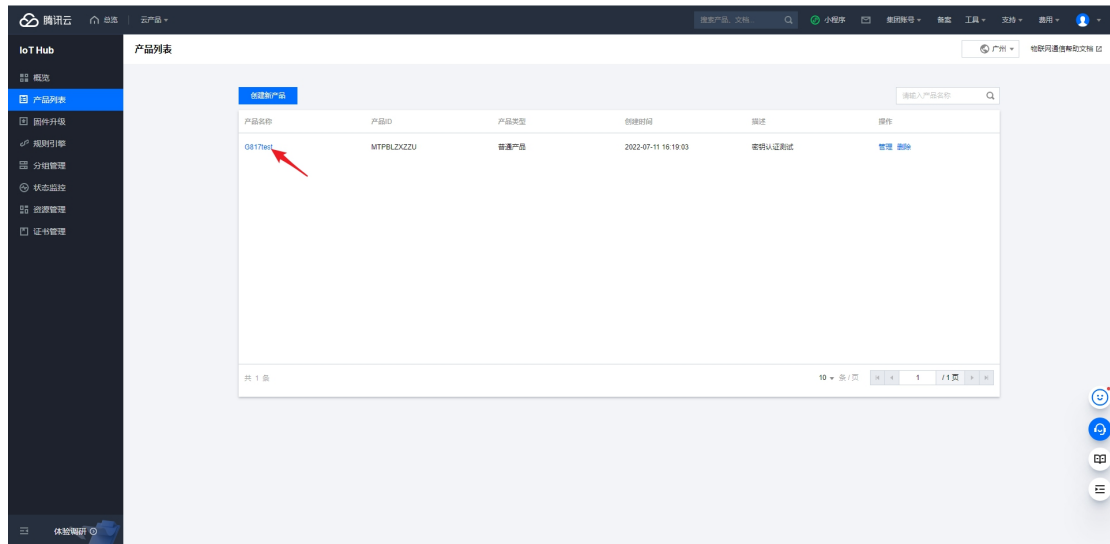 腾讯云 总览 云产品
搜索产品、文档... 小程序 集团账号 备案 工具 支持 费用
IoT Hub
产品列表
广州 物联网通信帮助文档
概览
产品列表
固件升级
规则引擎
分组管理
状态监控
资源管理
证书管理
创建新产品
请输入产品名称
产品名称 产品ID 产品类型 创建时间 描述 操作
G817test MTPBLZXZZU 普通产品 2022-07-11 16:19:03 密钥认证测试 管理 删除
共 1 条
10 条/页 1 /1页
体验调研